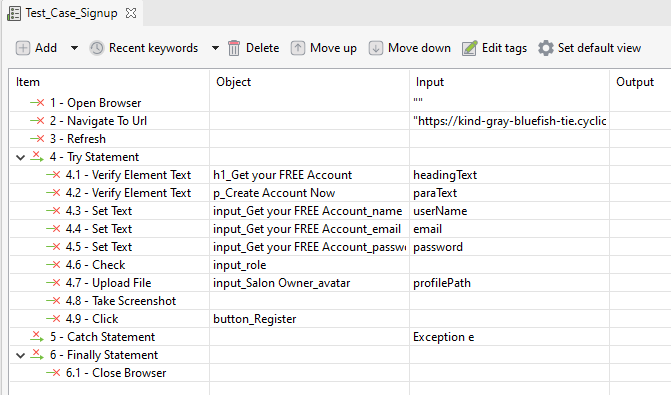 Test_Case_Signup
Add Recent keywords Delete Move up Move down Edit tags Set default view
Item Object Input Output
1 - Open Browser ""
2 - Navigate To Url "https://kind-gray-bluefish-tie.cyclic
3 - Refresh
4 - Try Statement
4.1 - Verify Element Text h1_Get your FREE Account headingText
4.2 - Verify Element Text p_Create Account Now paraText
4.3 - Set Text input_Get your FREE Account_name userName
4.4 - Set Text input_Get your FREE Account_email email
4.5 - Set Text input_Get your FREE Account_passw password
4.6 - Check input_role
4.7 - Upload File input_Salon Owner_avatar profilePath
4.8 - Take Screenshot
4.9 - Click button_Register
5 - Catch Statement Exception e
6 - Finally Statement
6.1 - Close Browser